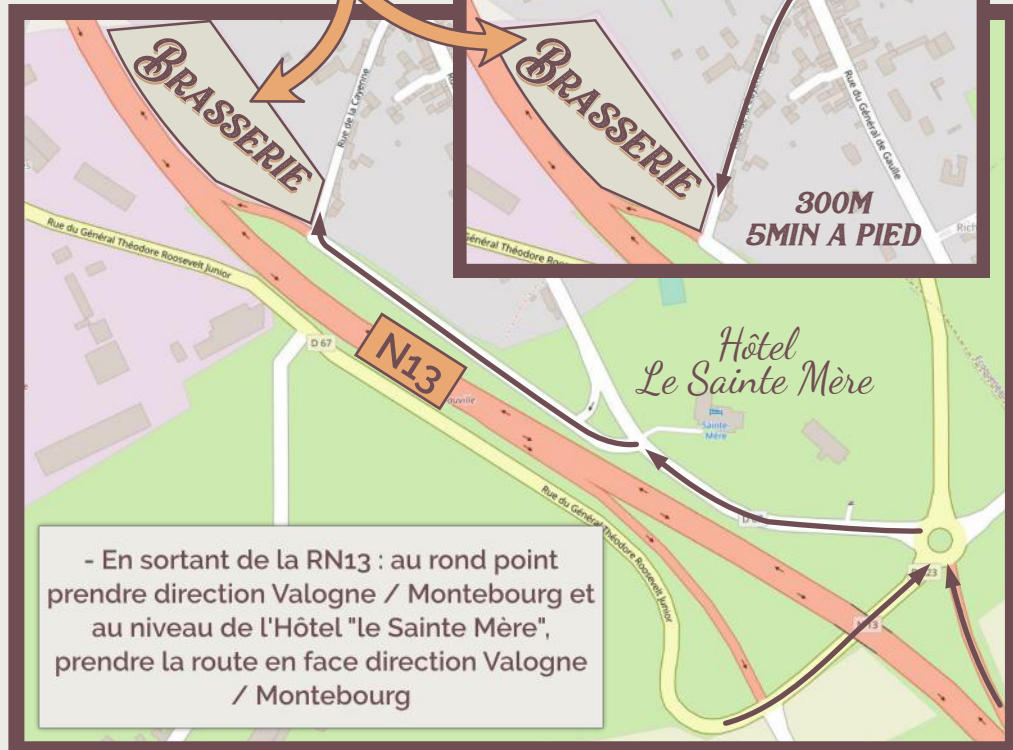 BRASSERIE
Rue de la Cayenne
BRASSERIE
Rue du Général de Gaulle
300M
5MIN A PIED
Rich
Général Théodore Roo
Rue du Général Théodore Roosevelt Junior
D 67
N13
auville
Hôtel
Le Sainte Mère
Sainte-
Mère
Rue du Général Théodore Roosevelt Junior
N13
- En sortant de la RN13 : au rond point
prendre direction Valogne / Montebourg et
au niveau de l'Hôtel "le Sainte Mère",
prendre la route en face direction Valogne
/ Montebourg